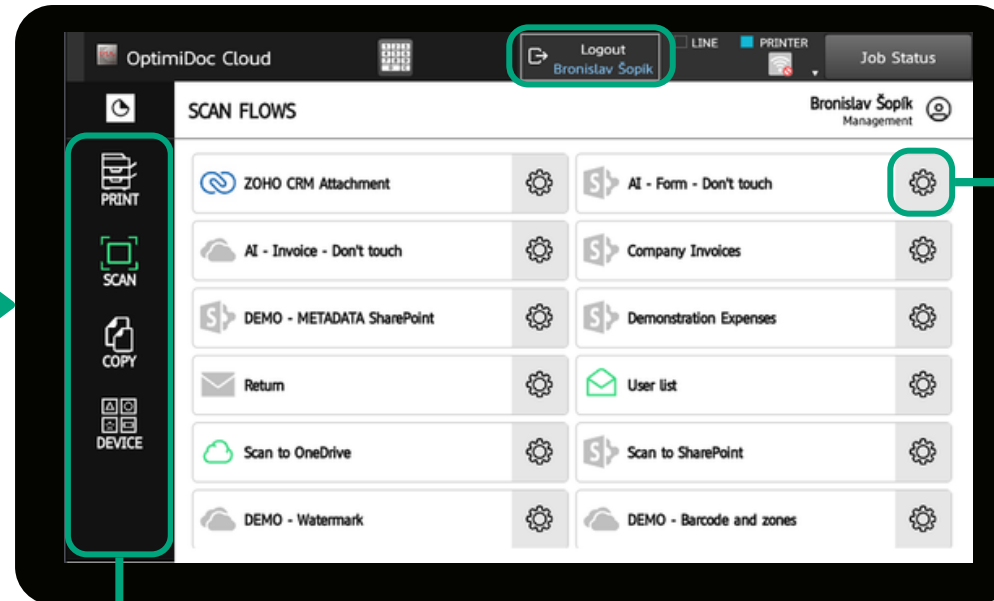 OptimiDoc Cloud
Logout
Bronislav Šopík
LINE
PRINTER
Job Status
SCAN FLOWS
Bronislav Šopík
Management
PRINT
SCAN
COPY
DEVICE
ZOHO CRM Attachment
AI - Form - Don't touch
AI - Invoice - Don't touch
Company Invoices
DEMO - METADATA SharePoint
Demonstration Expenses
Return
User list
Scan to OneDrive
Scan to SharePoint
DEMO - Watermark
DEMO - Barcode and zones